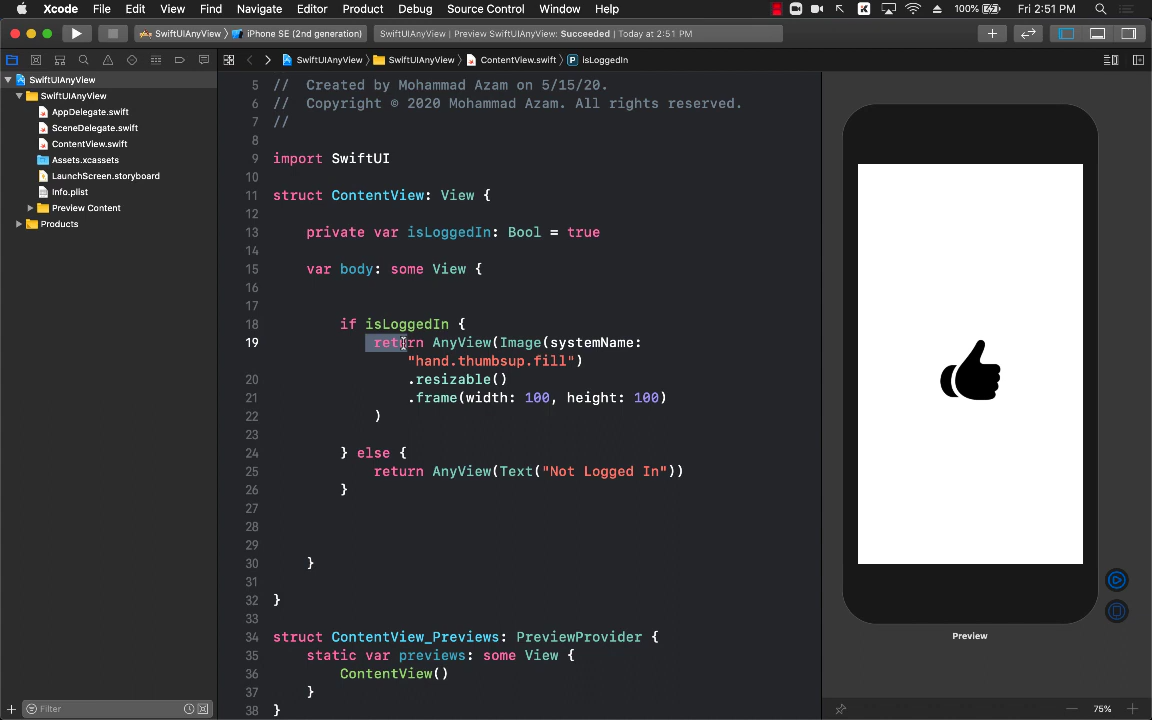 Xcode File Edit View Find Navigate Editor Product Debug Source Control Window Help 100% Fri 2:51 PM
SwiftUIAnyView iPhone SE (2nd generation) SwiftUIAnyView | Preview SwiftUIAnyView: Succeeded | Today at 2:51 PM
SwiftUIAnyView SwiftUIAnyView ContentView.swift P isLoggedIn
SwiftUIAnyView
SwiftUIAnyView
AppDelegate.swift
SceneDelegate.swift
ContentView.swift
Assets.xcassets
LaunchScreen.storyboard
Info.plist
Preview Content
Products
5 // Created by Mohammad Azam on 5/15/20.
6 // Copyright © 2020 Mohammad Azam. All rights reserved.
7 //
8
9 import SwiftUI
10
11 struct ContentView: View {
12
13 private var isLoggedIn: Bool = true
14
15 var body: some View {
16
17
18 if isLoggedIn {
19 return AnyView(Image(systemName:
"hand.thumbsup.fill")
20 .resizable()
21 .frame(width: 100, height: 100)
22 )
23
24 } else {
25 return AnyView(Text("Not Logged In"))
26 }
27
28
29
30 }
31
32 }
33
34 struct ContentView_Previews: PreviewProvider {
35 static var previews: some View {
36 ContentView()
37 }
38 }
Preview
Filter
75%